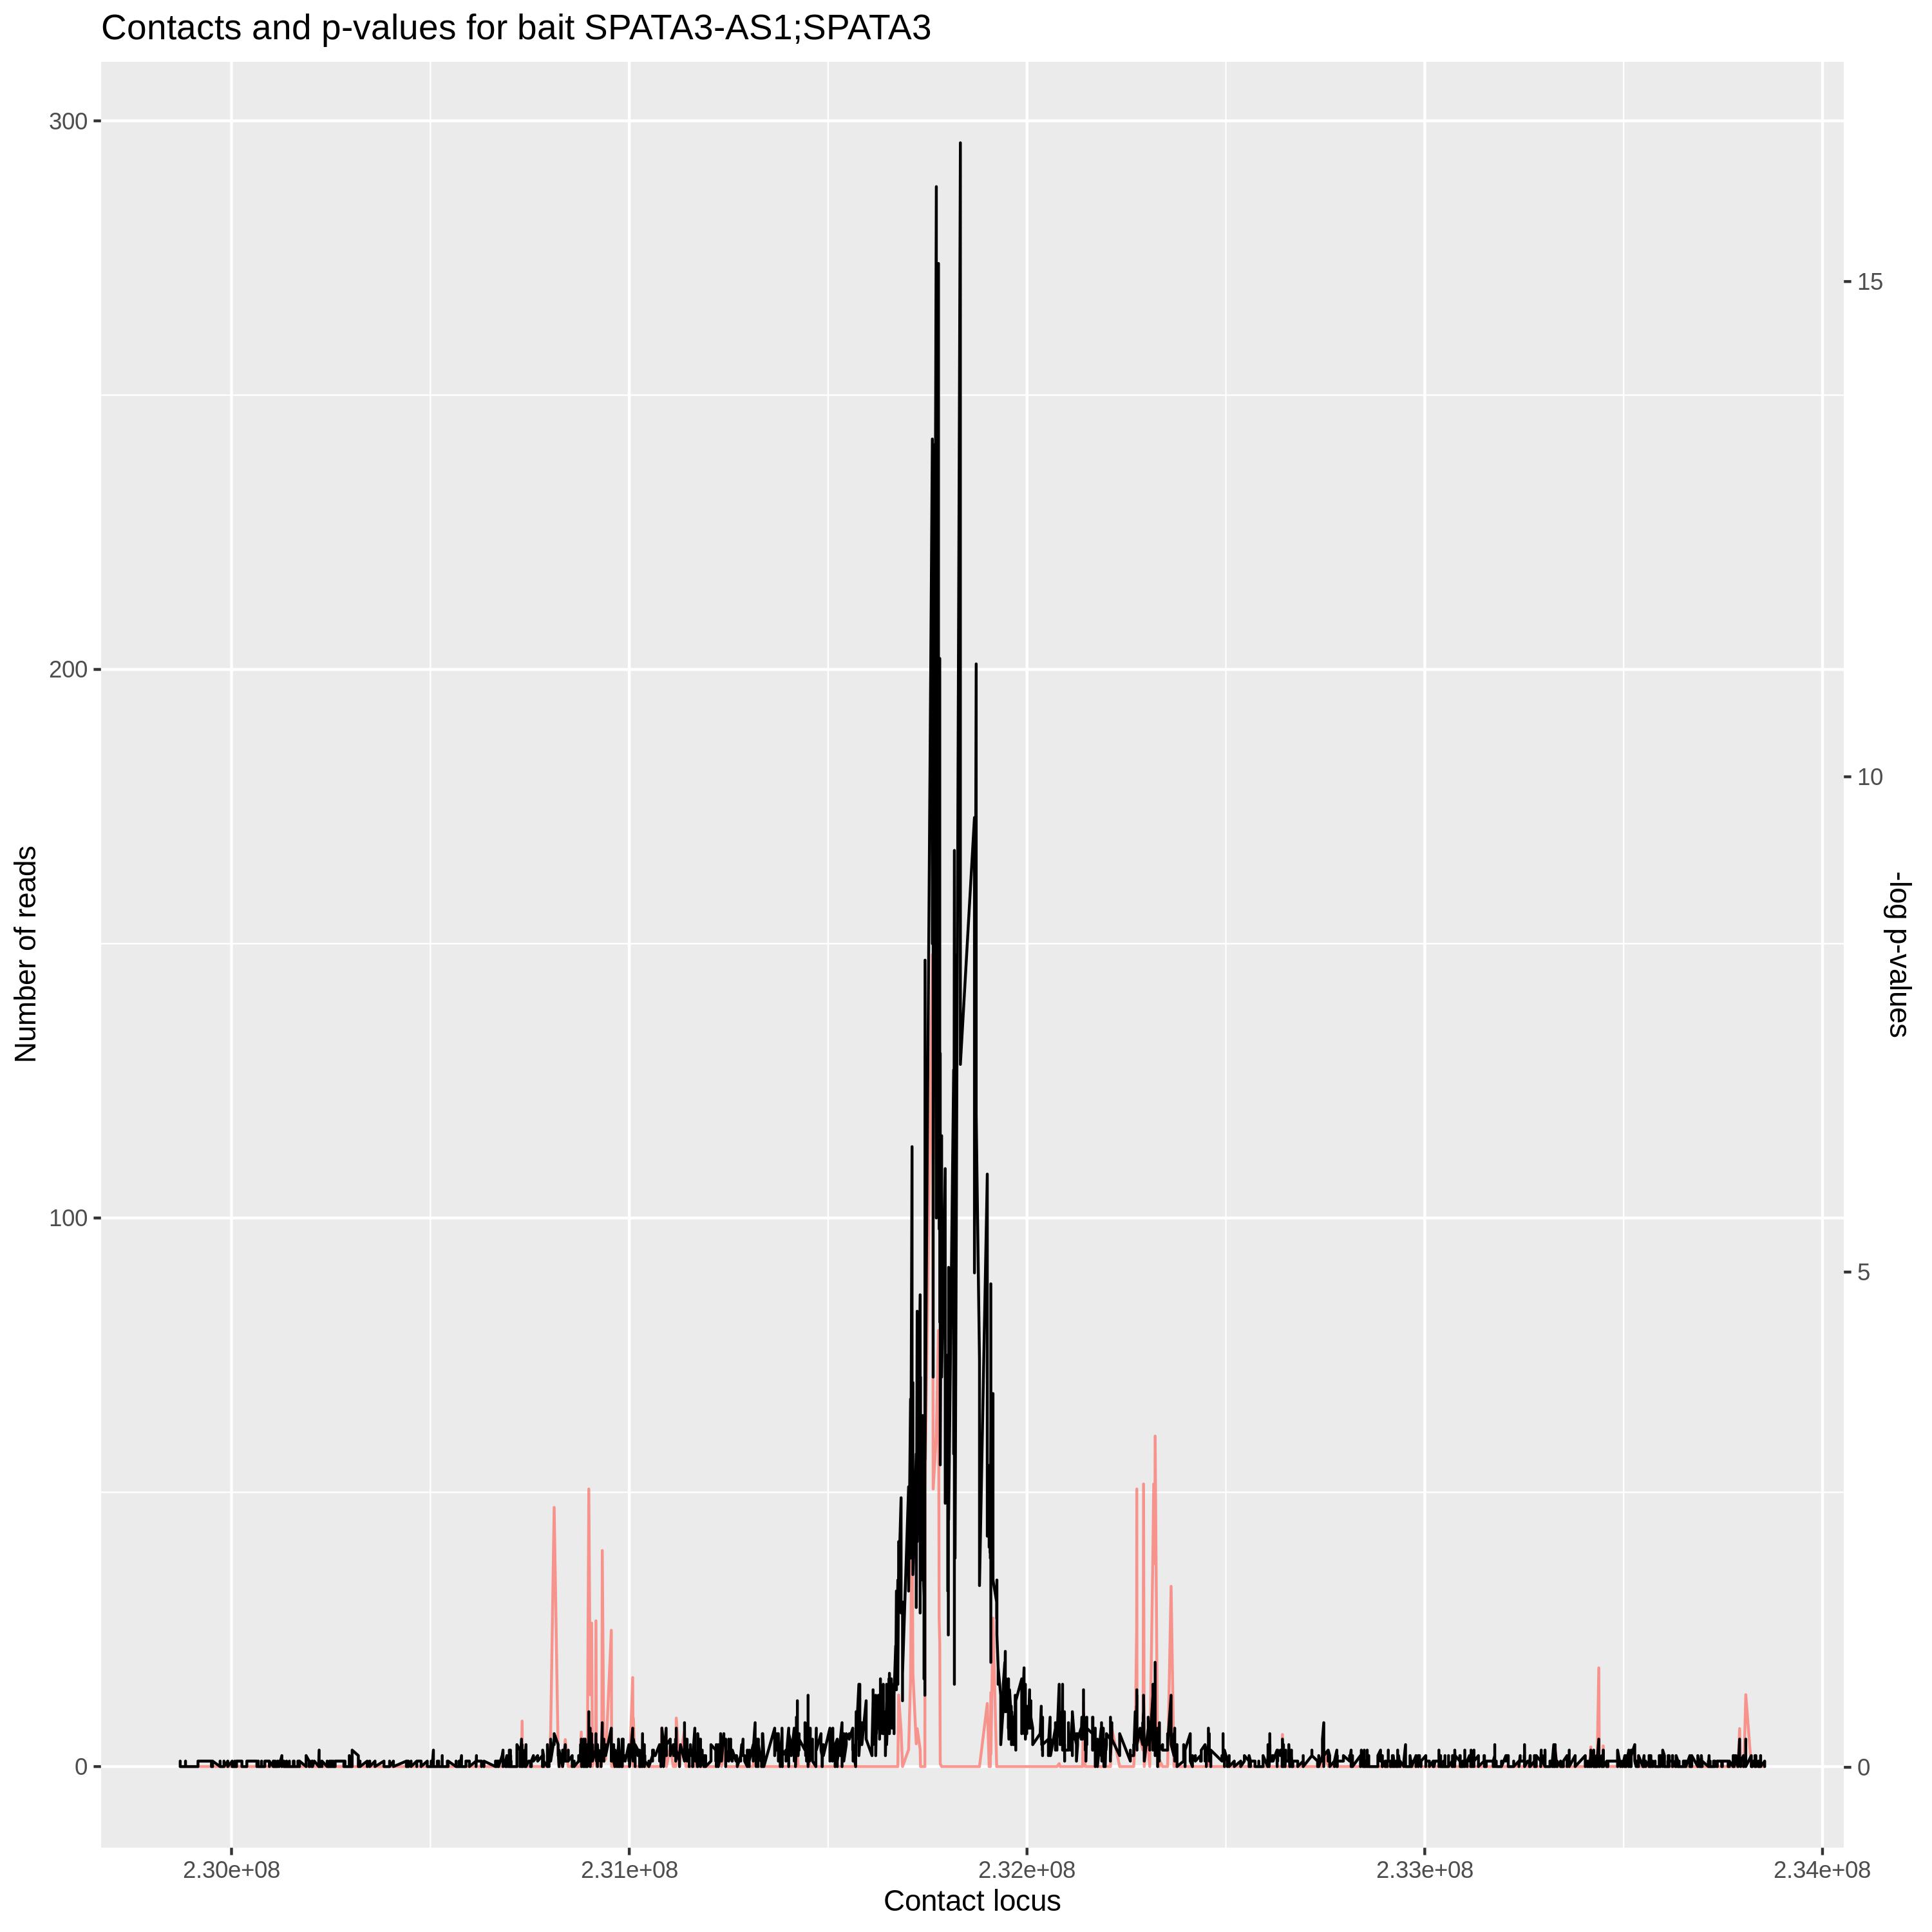 Contacts and p-values for bait SPATA3-AS1;SPATA3
300
200
100
0
Number of reads
15
10
5
0
-log p-values
2.30e+08 2.31e+08 2.32e+08 2.33e+08 2.34e+08
Contact locus